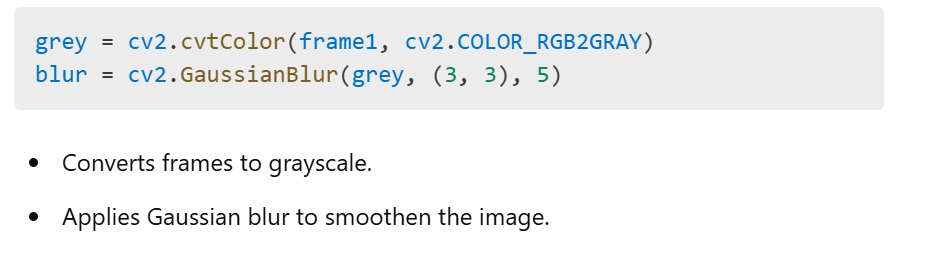 grey = cv2.cvtColor(frame1, cv2.COLOR_RGB2GRAY)
blur = cv2.GaussianBlur(grey, (3, 3), 5)
• Converts frames to grayscale.
• Applies Gaussian blur to smoothen the image.